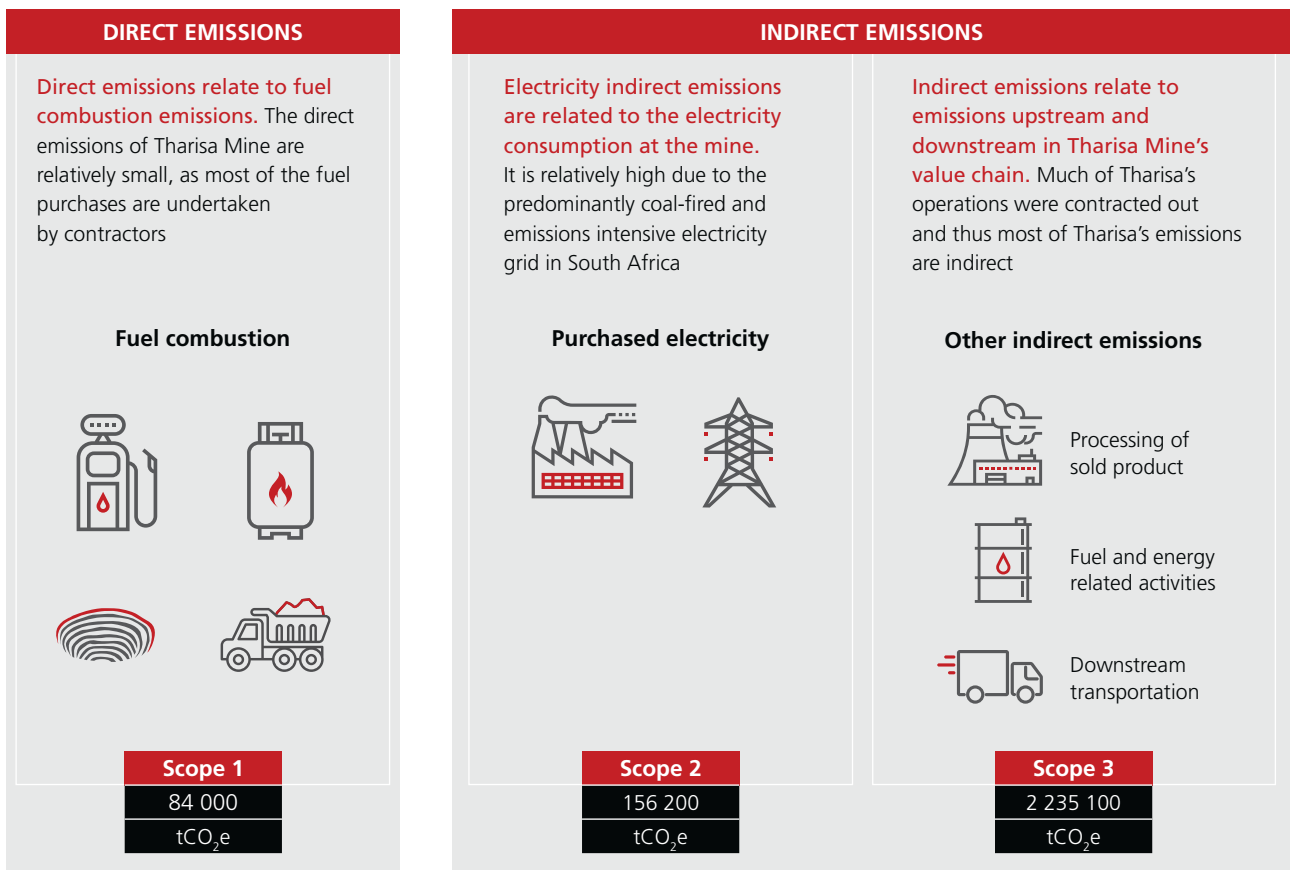 DIRECT EMISSIONS
Direct emissions relate to fuel
combustion emissions. The direct
emissions of Tharisa Mine are
relatively small, as most of the fuel
purchases are undertaken
by contractors
Fuel combustion
Scope 1
84 000
tCO₂e
INDIRECT EMISSIONS
Electricity indirect emissions
are related to the electricity
consumption at the mine.
It is relatively high due to the
predominantly coal-fired and
emissions intensive electricity
grid in South Africa
Purchased electricity
Scope 2
156 200
tCO₂e
Indirect emissions relate to
emissions upstream and
downstream in Tharisa Mine’s
value chain. Much of Tharisa’s
operations were contracted out
and thus most of Tharisa’s emissions
are indirect
Other indirect emissions
Processing of
sold product
Fuel and energy
related activities
Downstream
transportation
Scope 3
2 235 100
tCO₂e